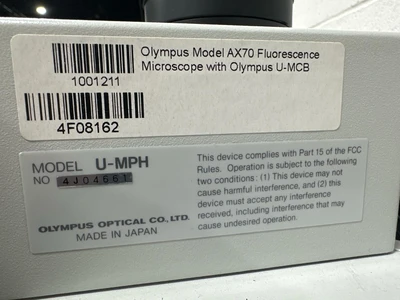 Olympus Model AX70 Fluorescence
Microscope with Olympus U-MCB
1001211
4F08162
MODEL U-MPH
NO 4J04661
OLYMPUS OPTICAL CO., LTD.
MADE IN JAPAN
This device complies with Part 15 of the FCC
Rules. Operation is subject to the following
two conditions: (1) This device may not
cause harmful interference, and (2) this
device must accept any interference
received, including interference that may
cause undesired operation.